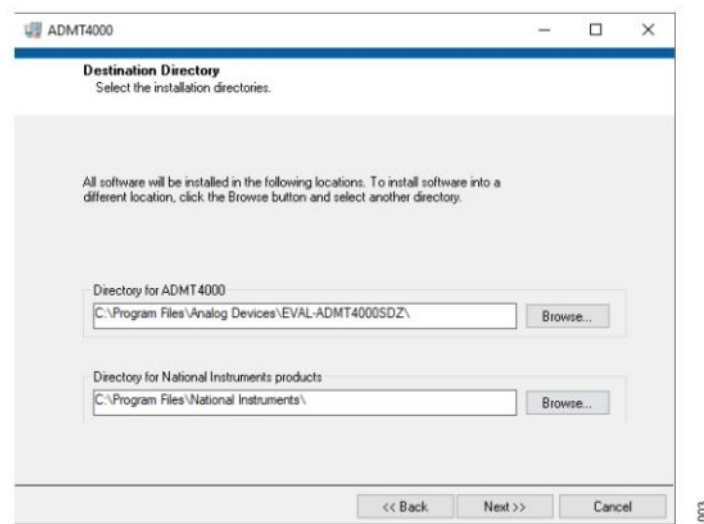 ADMT4000
Destination Directory
Select the installation directories.
All software will be installed in the following locations. To install software into a
different location, click the Browse button and select another directory.
Directory for ADMT4000
C:\Program Files\Analog Devices\EVAL-ADMT4000SDZ\
Browse...
Directory for National Instruments products
C:\Program Files\National Instruments\
Browse...
<< Back
Next >>
Cancel
003